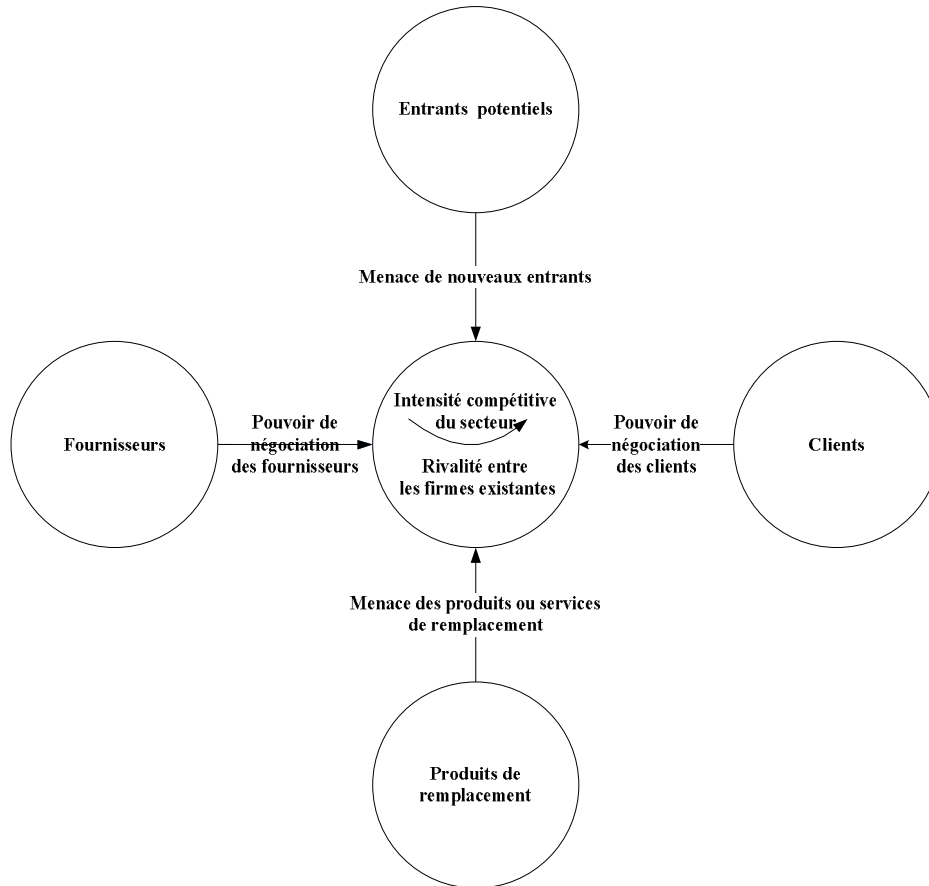 Entrants potentiels
Menace de nouveaux entrants
Fournisseurs
Pouvoir de
négociation
des fournisseurs
Intensité compétitive
du secteur
Rivalité entre
les firmes existantes
Pouvoir de
négociation
des clients
Clients
Menace des produits ou services
de remplacement
Produits de
remplacement